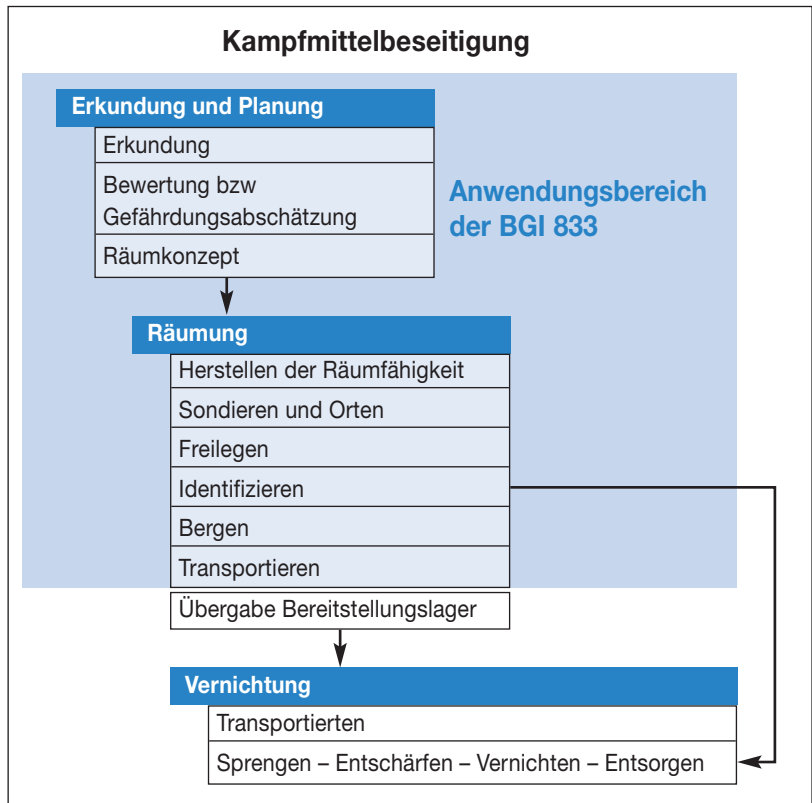 Kampfmittelbeseitigung
Erkundung und Planung
Erkundung
Bewertung bzw
Gefährdungsabschätzung
Räumkonzept
Anwendungsbereich
der BGI 833
Räumung
Herstellen der Räumfähigkeit
Sondieren und Orten
Freilegen
Identifizieren
Bergen
Transportieren
Übergabe Bereitstellungslager
Vernichtung
Transportierten
Sprengen – Entschärfen – Vernichten – Entsorgen